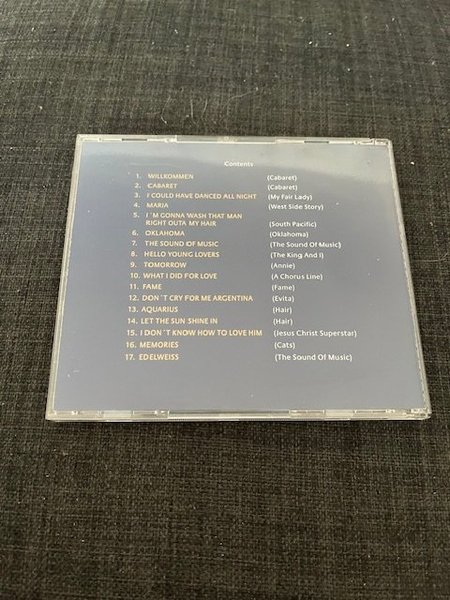 Contents
1. WILLKOMMEN (Cabaret)
2. CABARET (Cabaret)
3. I COULD HAVE DANCED ALL NIGHT (My Fair Lady)
4. MARIA (West Side Story)
5. I´M GONNA WASH THAT MAN
RIGHT OUTA MY HAIR (South Pacific)
6. OKLAHOMA (Oklahoma)
7. THE SOUND OF MUSIC (The Sound Of Music)
8. HELLO YOUNG LOVERS (The King And I)
9. TOMORROW (Annie)
10. WHAT I DID FOR LOVE (A Chorus Line)
11. FAME (Fame)
12. DON´T CRY FOR ME ARGENTINA (Evita)
13. AQUARIUS (Hair)
14. LET THE SUN SHINE IN (Hair)
15. I DON´T KNOW HOW TO LOVE HIM (Jesus Christ Superstar)
16. MEMORIES (Cats)
17. EDELWEISS (The Sound Of Music)